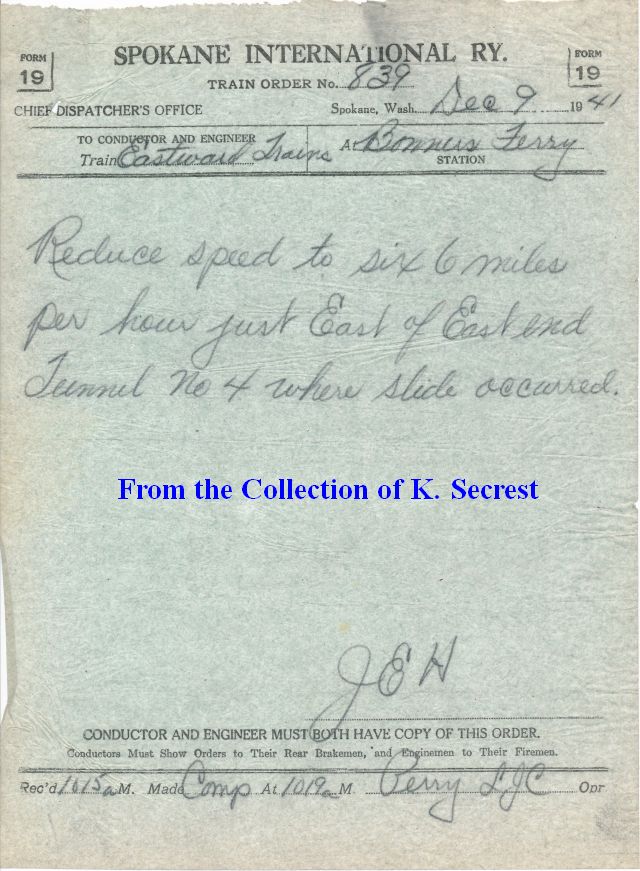 FORM 19
SPOKANE INTERNATIONAL RY.
FORM 19
TRAIN ORDER No. 839
CHIEF DISPATCHER'S OFFICE Spokane, Wash. Dec 9 1941
TO CONDUCTOR AND ENGINEER
Train Eastward Trains At Bonners Ferry
STATION
Reduce speed to six 6 miles
per hour just East of East end
Tunnel No 4 where slide occurred.
From the Collection of K. Secrest
J E H
CONDUCTOR AND ENGINEER MUST BOTH HAVE COPY OF THIS ORDER.
Conductors Must Show Orders to Their Rear Brakemen, and Enginemen to Their Firemen.
Rec'd 1015a M. Made Comp At 1019a M. Perry Opr